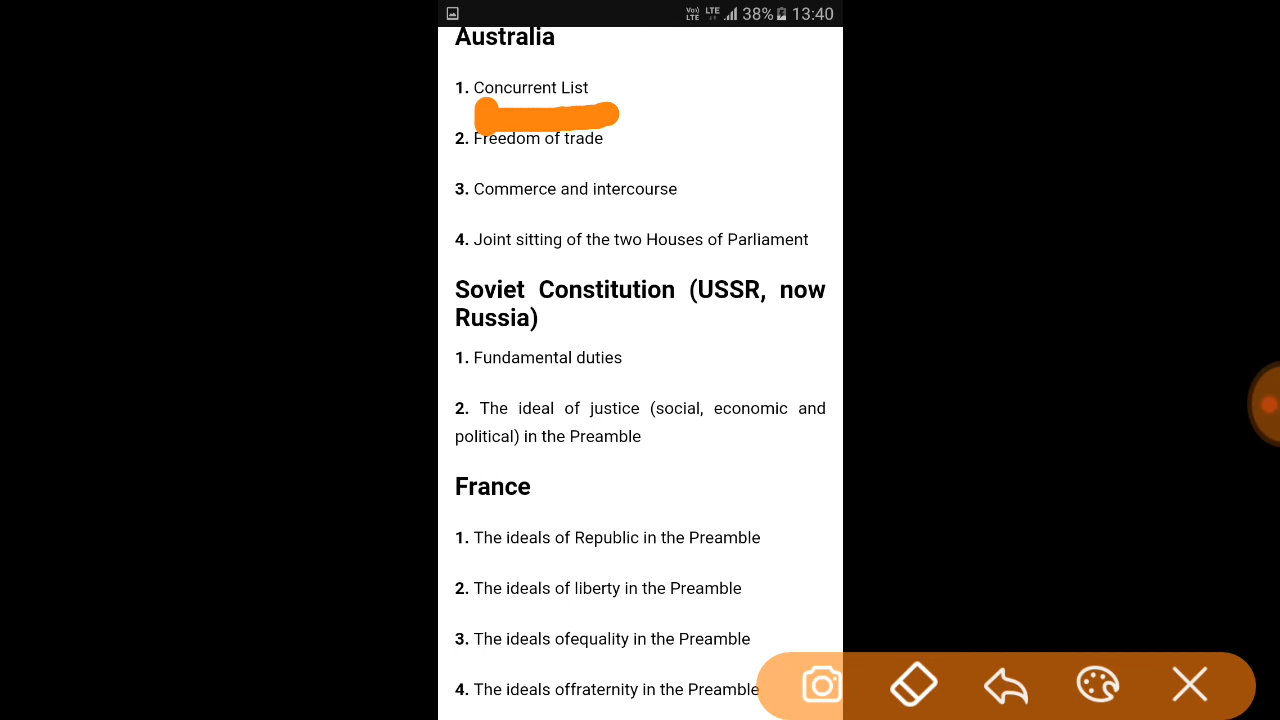 Vo)) LTE LTE 38% 13:40
Australia
1. Concurrent List
2. Freedom of trade
3. Commerce and intercourse
4. Joint sitting of the two Houses of Parliament
Soviet Constitution (USSR, now
Russia)
1. Fundamental duties
2. The ideal of justice (social, economic and
political) in the Preamble
France
1. The ideals of Republic in the Preamble
2. The ideals of liberty in the Preamble
3. The ideals ofequality in the Preamble
4. The ideals offraternity in the Preamble